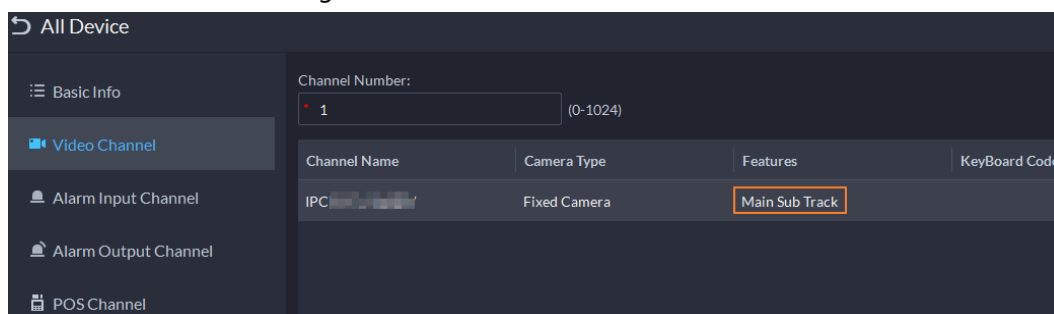 All Device
Basic Info
Video Channel
Alarm Input Channel
Alarm Output Channel
POS Channel
Channel Number:
* 1 (0-1024)
Channel Name Camera Type Features KeyBoard Code
IPC Fixed Camera Main Sub Track